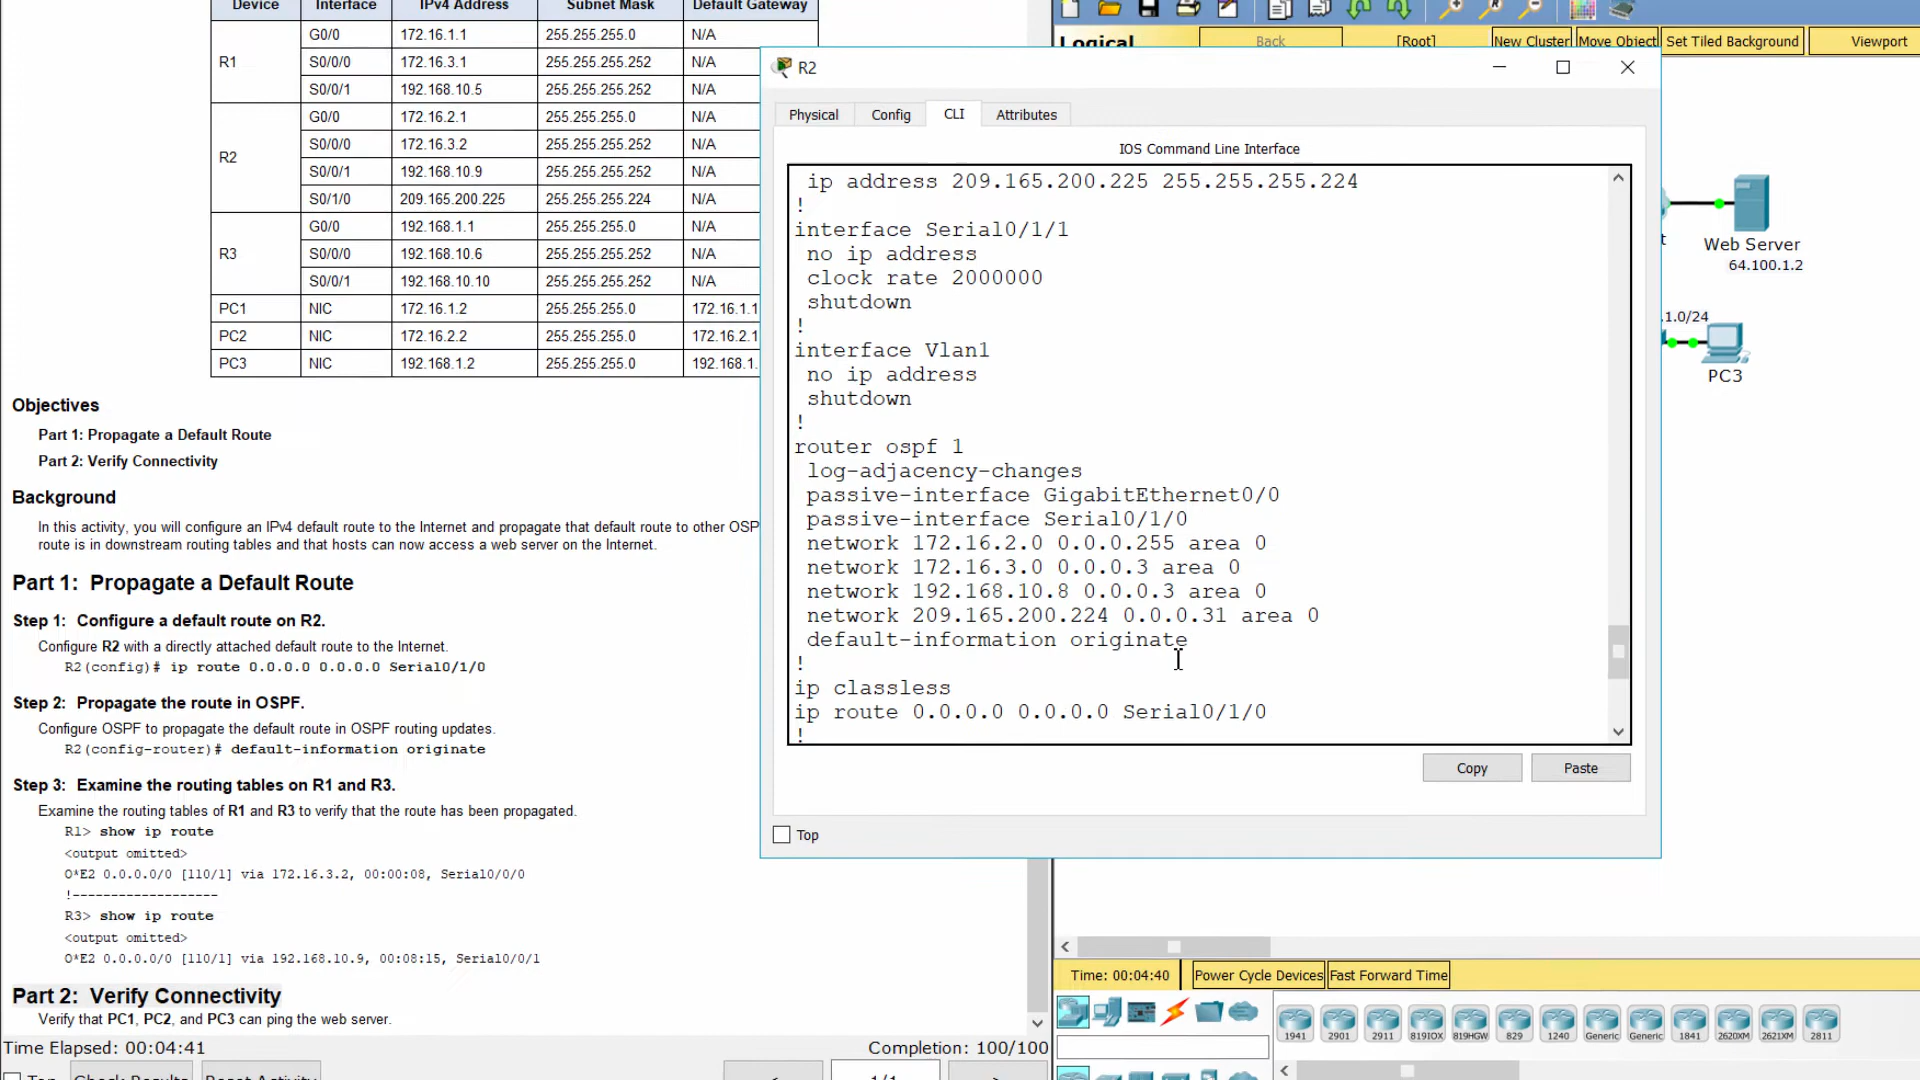 Device Interface IPv4 Address Subnet Mask Default Gateway
R1 G0/0 172.16.1.1 255.255.255.0 N/A
S0/0/0 172.16.3.1 255.255.255.252 N/A
S0/0/1 192.168.10.5 255.255.255.252 N/A
R2 G0/0 172.16.2.1 255.255.255.0 N/A
S0/0/0 172.16.3.2 255.255.255.252 N/A
S0/0/1 192.168.10.9 255.255.255.252 N/A
S0/1/0 209.165.200.225 255.255.255.224 N/A
R3 G0/0 192.168.1.1 255.255.255.0 N/A
S0/0/0 192.168.10.6 255.255.255.252 N/A
S0/0/1 192.168.10.10 255.255.255.252 N/A
PC1 NIC 172.16.1.2 255.255.255.0 172.16.1.1
PC2 NIC 172.16.2.2 255.255.255.0 172.16.2.1
PC3 NIC 192.168.1.2 255.255.255.0 192.168.1.
Objectives
Part 1: Propagate a Default Route
Part 2: Verify Connectivity
Background
In this activity, you will configure an IPv4 default route to the Internet and propagate that default route to other OSP
route is in downstream routing tables and that hosts can now access a web server on the Internet.
Part 1: Propagate a Default Route
Step 1: Configure a default route on R2.
Configure R2 with a directly attached default route to the Internet.
R2(config)# ip route 0.0.0.0 0.0.0.0 Serial0/1/0
Step 2: Propagate the route in OSPF.
Configure OSPF to propagate the default route in OSPF routing updates.
R2(config-router)# default-information originate
Step 3: Examine the routing tables on R1 and R3.
Examine the routing tables of R1 and R3 to verify that the route has been propagated.
R1> show ip route
<output omitted>
O*E2 0.0.0.0/0 [110/1] via 172.16.3.2, 00:00:08, Serial0/0/0
!-------------------
R3> show ip route
<output omitted>
O*E2 0.0.0.0/0 [110/1] via 192.168.10.9, 00:08:15, Serial0/0/1
Part 2: Verify Connectivity
Verify that PC1, PC2, and PC3 can ping the web server.
Time Elapsed: 00:04:41
Completion: 100/100
Top
Check Results
Reset Activity
<
1/1
>
Logical
Back
[Root]
New Cluster
Move Object
Set Tiled Background
Viewport
R2
Physical
Config
CLI
Attributes
IOS Command Line Interface
ip address 209.165.200.225 255.255.255.224
!
interface Serial0/1/1
no ip address
clock rate 2000000
shutdown
!
interface Vlan1
no ip address
shutdown
!
router ospf 1
log-adjacency-changes
passive-interface GigabitEthernet0/0
passive-interface Serial0/1/0
network 172.16.2.0 0.0.0.255 area 0
network 172.16.3.0 0.0.0.3 area 0
network 192.168.10.8 0.0.0.3 area 0
network 209.165.200.224 0.0.0.31 area 0
default-information originate
!
ip classless
ip route 0.0.0.0 0.0.0.0 Serial0/1/0
!
Copy
Paste
Top
t
Web Server
64.100.1.2
.1.0/24
PC3
Time: 00:04:40
Power Cycle Devices
Fast Forward Time
1941
2901
2911
819IOX
819HGW
829
1240
Generic
Generic
1841
2620XM
2621XM
2811